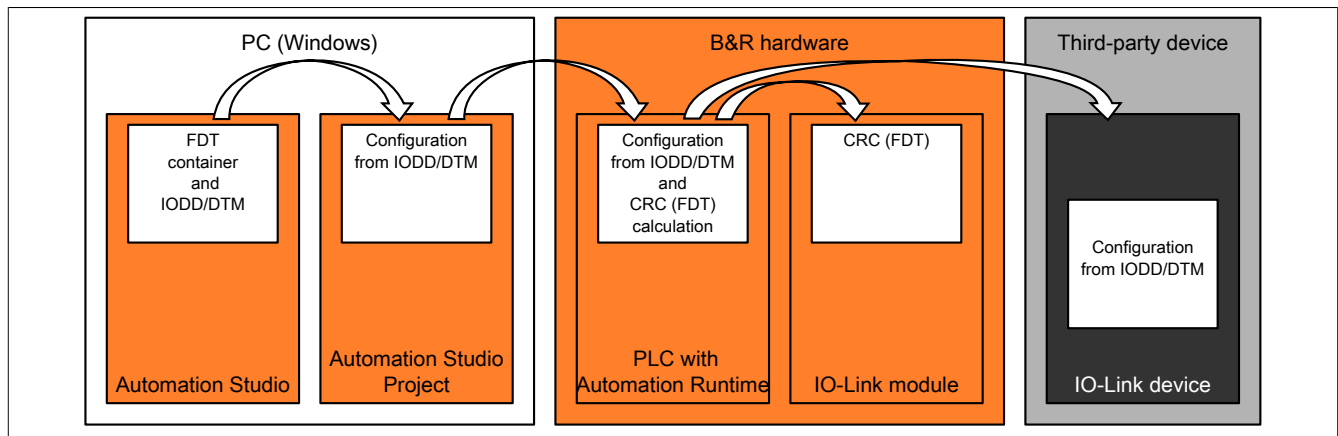 PC (Windows)
B&R hardware
Third-party device
FDT
container
and
IODD/DTM
Configuration
from IODD/DTM
Configuration
from IODD/DTM
and
CRC (FDT)
calculation
CRC (FDT)
Configuration
from IODD/DTM
Automation Studio
Automation Studio
Project
PLC with
Automation Runtime
IO-Link module
IO-Link device